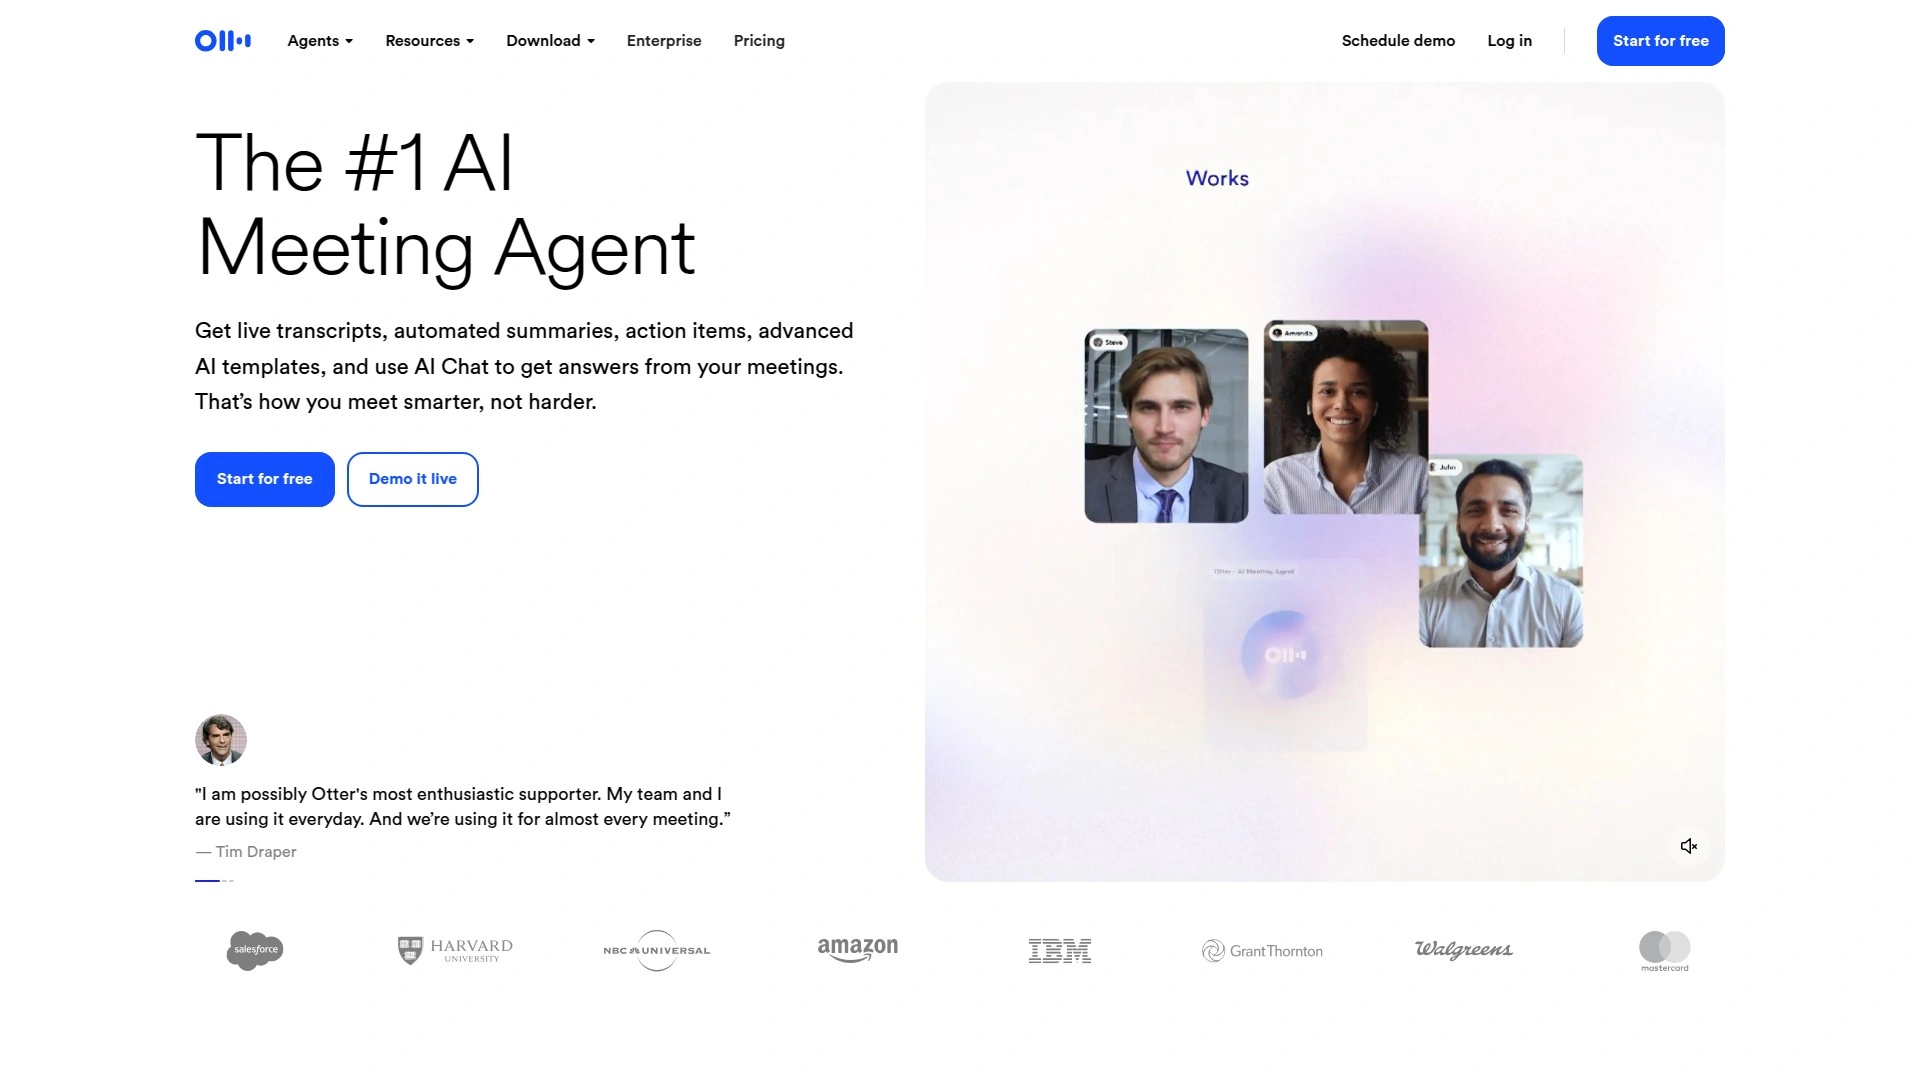 Agents
Resources
Download
Enterprise
Pricing
Schedule demo
Log in
Start for free
The #1 AI
Meeting Agent
Get live transcripts, automated summaries, action items, advanced
AI templates, and use AI Chat to get answers from your meetings.
That’s how you meet smarter, not harder.
Start for free
Demo it live
Works
Steve
Amanda
John
Otter - AI Meeting Agent
"I am possibly Otter's most enthusiastic supporter. My team and I
are using it everyday. And we’re using it for almost every meeting.”
— Tim Draper
salesforce
HARVARD
UNIVERSITY
NBC UNIVERSAL
amazon
IBM
GrantThornton
Walgreens
mastercard